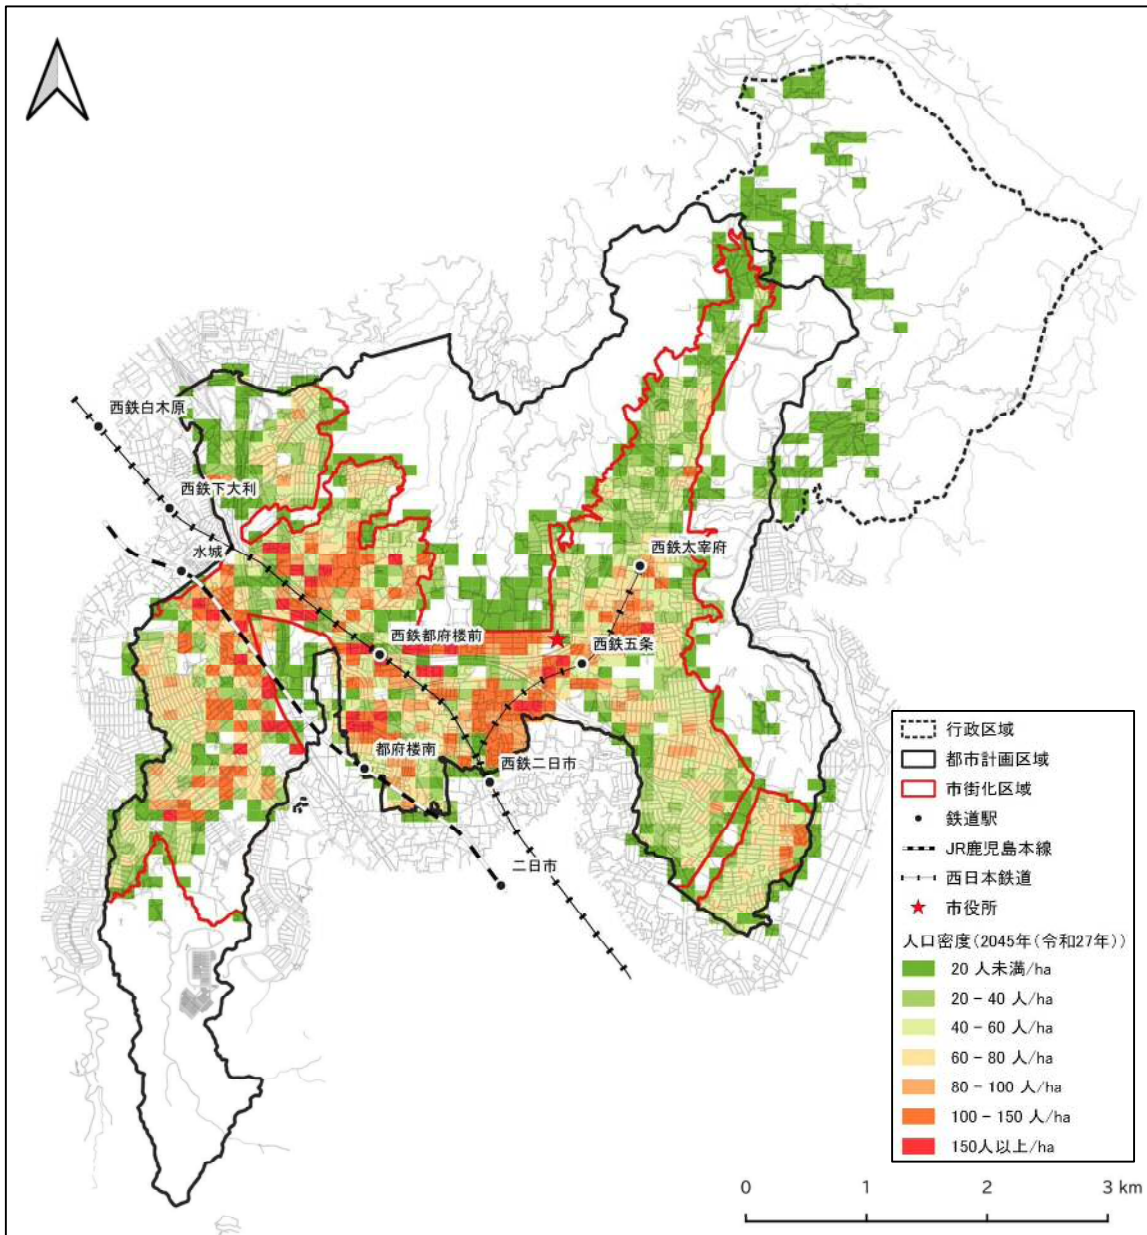 西鉄白木原
西鉄下大利
水城
西鉄太宰府
西鉄都府楼前
西鉄五条
都府楼南
西鉄二日市
二日市
行政区域
都市計画区域
市街化区域
鉄道駅
JR鹿児島本線
西日本鉄道
市役所
人口密度(2045年(令和27年))
20 人未満/ha
20 - 40 人/ha
40 - 60 人/ha
60 - 80 人/ha
80 - 100 人/ha
100 - 150 人/ha
150人以上/ha
0 1 2 3 km